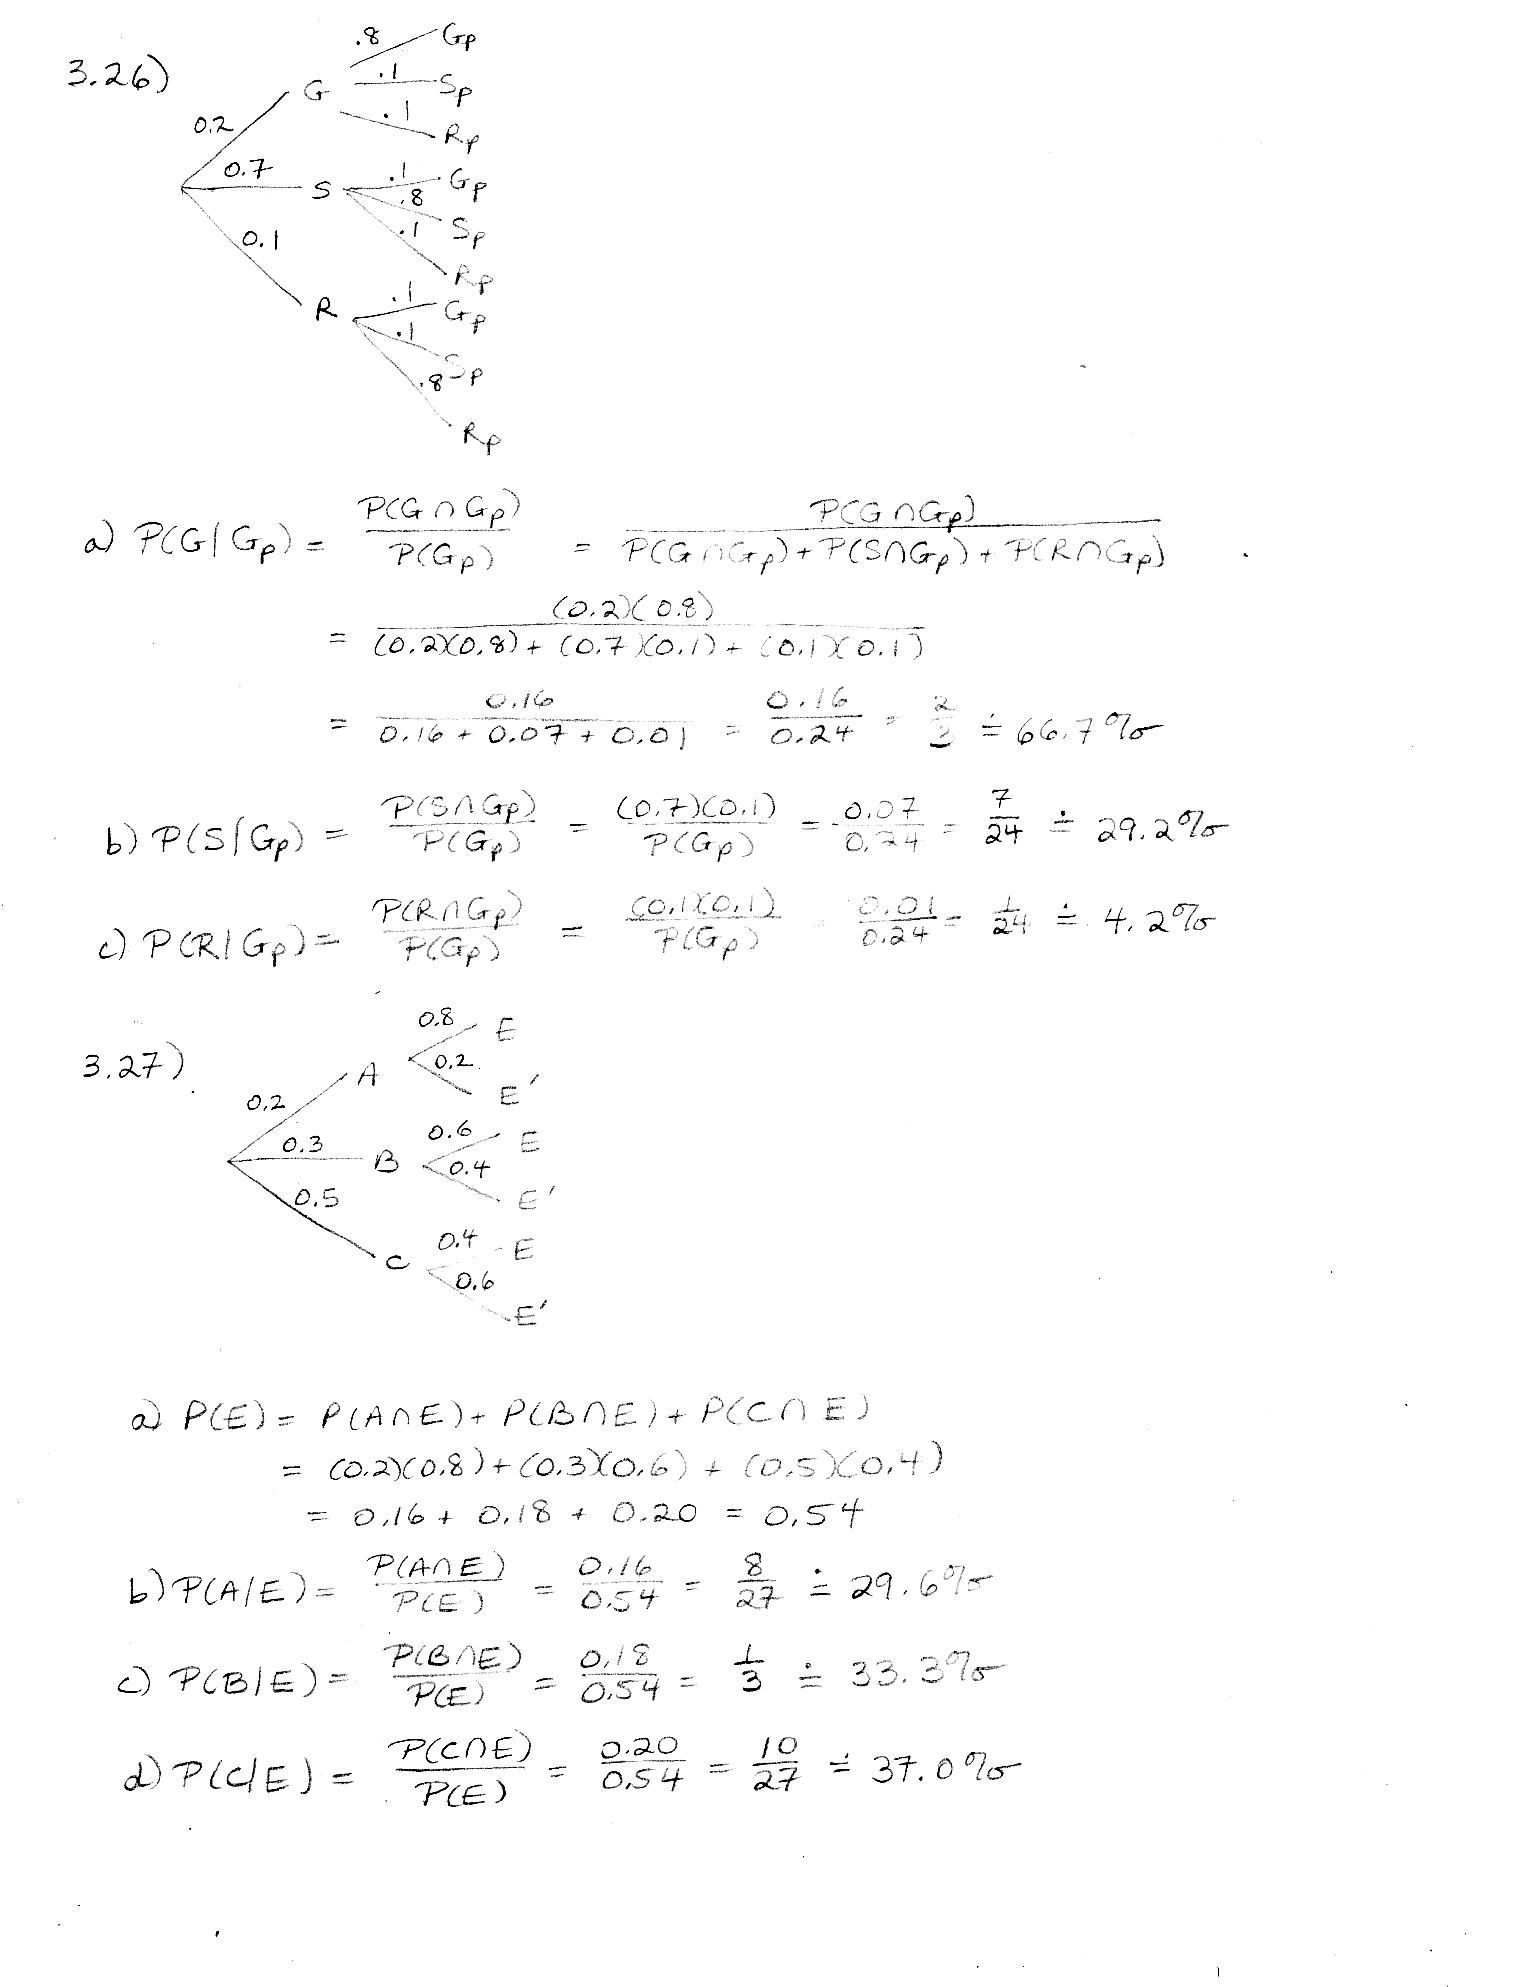 3.26)
.8 Gp
G .1 Sp
.1 Rp
0.2
0.7 S .1 Gp
.8 Sp
.1 Rp
0.1
R .1 Gp
.1 Sp
.8 Rp
a) P(G|Gp) = P(G∩Gp) / P(Gp) = P(G∩Gp) / P(G∩Gp) + P(S∩Gp) + P(R∩Gp)
= (0.2)(0.8) / (0.2)(0.8) + (0.7)(0.1) + (0.1)(0.1)
= 0.16 / 0.16 + 0.07 + 0.01 = 0.16 / 0.24 = 2/3 ≐ 66.7%
b) P(S|Gp) = P(S∩Gp) / P(Gp) = (0.7)(0.1) / P(Gp) = 0.07 / 0.24 = 7/24 ≐ 29.2%
c) P(R|Gp) = P(R∩Gp) / P(Gp) = (0.1)(0.1) / P(Gp) = 0.01 / 0.24 = 1/24 ≐ 4.2%
3.27)
0.8 E
0.2 A 0.2 E'
0.3 B 0.6 E
0.4 E'
0.5 C 0.4 E
0.6 E'
a) P(E) = P(A∩E) + P(B∩E) + P(C∩E)
= (0.2)(0.8) + (0.3)(0.6) + (0.5)(0.4)
= 0.16 + 0.18 + 0.20 = 0.54
b) P(A|E) = P(A∩E) / P(E) = 0.16 / 0.54 = 8/27 ≐ 29.6%
c) P(B|E) = P(B∩E) / P(E) = 0.18 / 0.54 = 1/3 ≐ 33.3%
d) P(C|E) = P(C∩E) / P(E) = 0.20 / 0.54 = 10/27 ≐ 37.0%